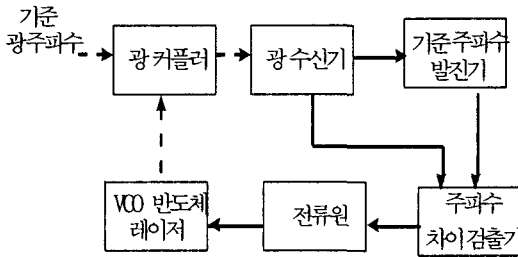 기준
광주파수
광 커플러
광 수신기
기준 주파수
발진기
VCO 반도체
레이저
전류원
주파수
차이 검출기